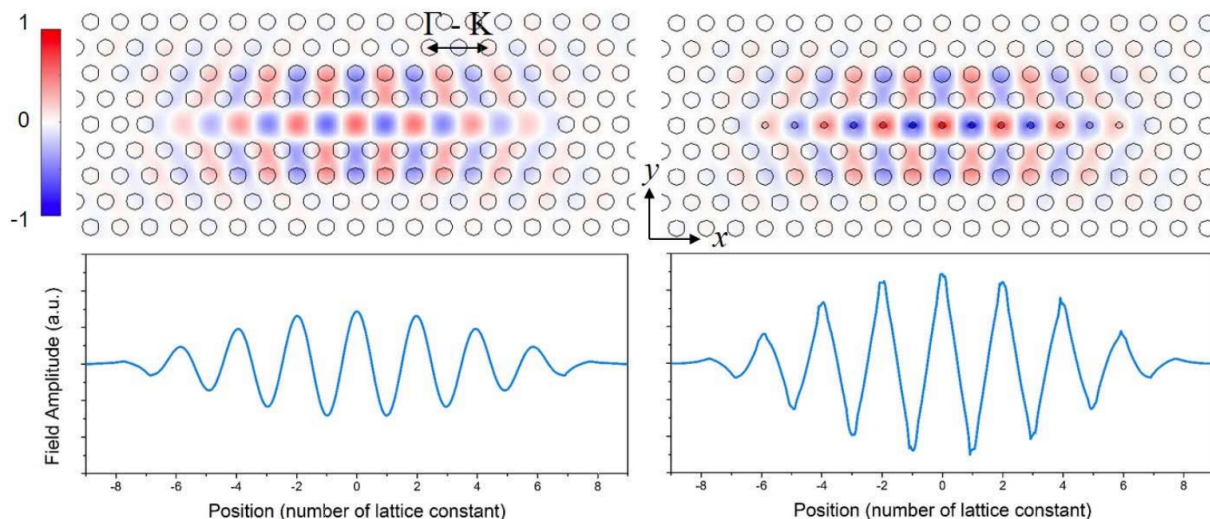 1
0
-1
Γ - K
y
x
Field Amplitude (a.u.)
-8 -6 -4 -2 0 2 4 6 8
Position (number of lattice constant)
-8 -6 -4 -2 0 2 4 6 8
Position (number of lattice constant)